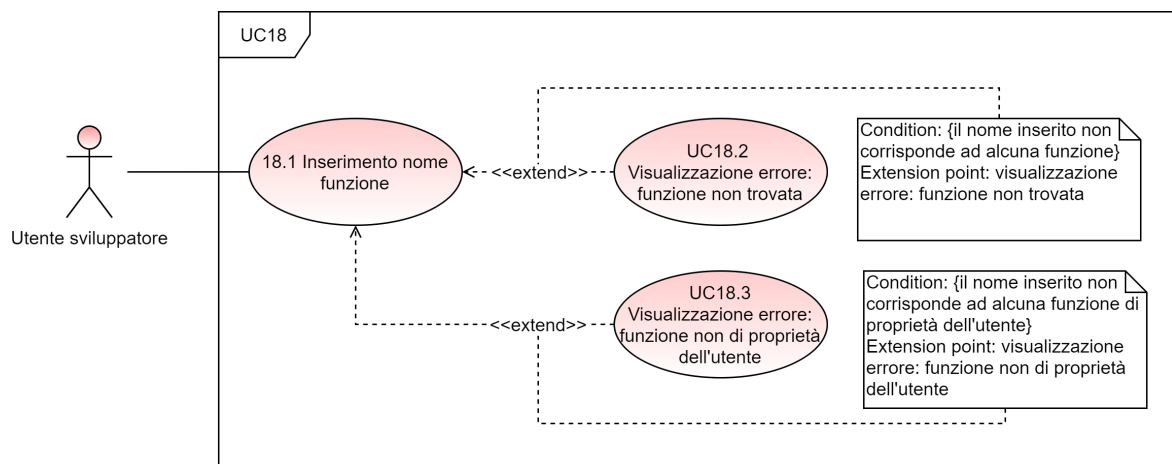 UC18
Utente sviluppatore
18.1 Inserimento nome
funzione
<<extend>>
UC18.2
Visualizzazione errore:
funzione non trovata
Condition: {il nome inserito non
corrisponde ad alcuna funzione}
Extension point: visualizzazione
errore: funzione non trovata
<<extend>>
UC18.3
Visualizzazione errore:
funzione non di proprietà
dell'utente
Condition: {il nome inserito non
corrisponde ad alcuna funzione di
proprietà dell'utente}
Extension point: visualizzazione
errore: funzione non di proprietà
dell'utente